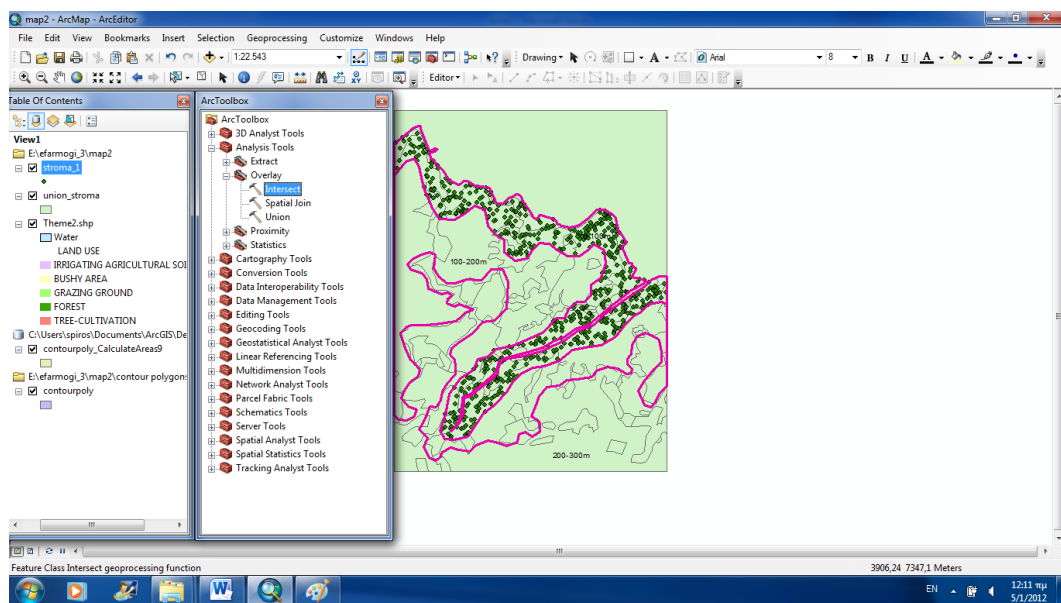 map2 - ArcMap - ArcEditor
File Edit View Bookmarks Insert Selection Geoprocessing Customize Windows Help
1:22.543
Drawing
A
Arial
8
B I U A
Editor
Table Of Contents
View1
E:\efarmogi_3\map2
stroma_1
union_stroma
Theme2.shp
Water
LAND USE
IRRIGATING AGRICULTURAL SOI
BUSHY AREA
GRAZING GROUND
FOREST
TREE-CULTIVATION
C:\Users\spiros\Documents\ArcGIS\De
contourpoly_CalculateAreas9
E:\efarmogi_3\map2\contour polygon
contourpoly
ArcToolbox
ArcToolbox
3D Analyst Tools
Analysis Tools
Extract
Overlay
Intersect
Spatial Join
Union
Proximity
Statistics
Cartography Tools
Conversion Tools
Data Interoperability Tools
Data Management Tools
Editing Tools
Geocoding Tools
Geostatistical Analyst Tools
Linear Referencing Tools
Multidimension Tools
Network Analyst Tools
Parcel Fabric Tools
Schematics Tools
Server Tools
Spatial Analyst Tools
Spatial Statistics Tools
Tracking Analyst Tools
100-200m
200-300m
Feature Class Intersect geoprocessing function
3906,24 7347,1 Meters
W
EN
12:11 πμ
5/1/2012